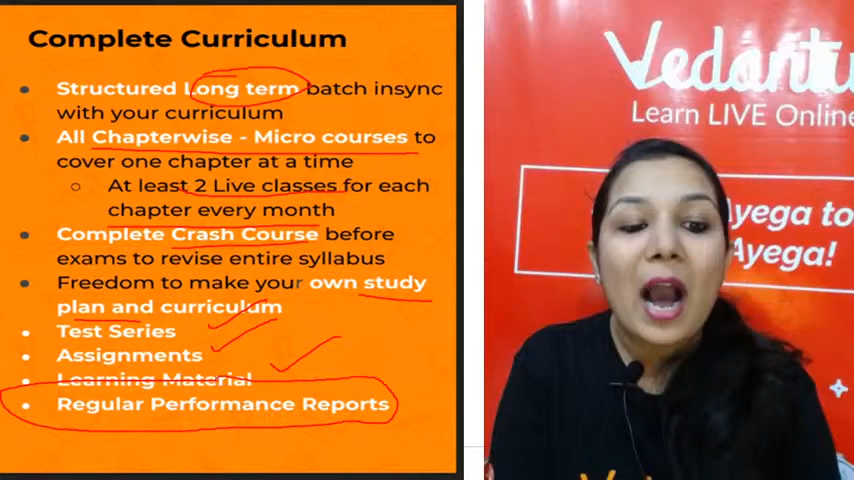 Complete Curriculum
Structured Long term batch insync
with your curriculum
All Chapterwise - Micro courses to
cover one chapter at a time
At least 2 Live classes for each
chapter every month
Complete Crash Course before
exams to revise entire syllabus
Freedom to make your own study
plan and curriculum
Test Series
Assignments
Learning Material
Regular Performance Reports
Vedantu
Learn LIVE Online
Ayega to
Ayega!